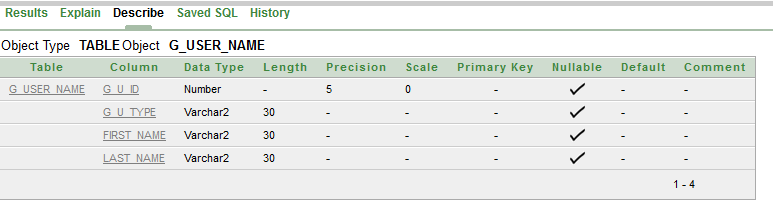 Results Explain Describe Saved SQL History
Object Type TABLE Object G_USER_NAME
Table Column Data Type Length Precision Scale Primary Key Nullable Default Comment
G_USER_NAME G_U_ID Number - 5 0 - ✓ - -
G_U_TYPE Varchar2 30 - - - ✓ - -
FIRST_NAME Varchar2 30 - - - ✓ - -
LAST_NAME Varchar2 30 - - - ✓ - -
1 - 4